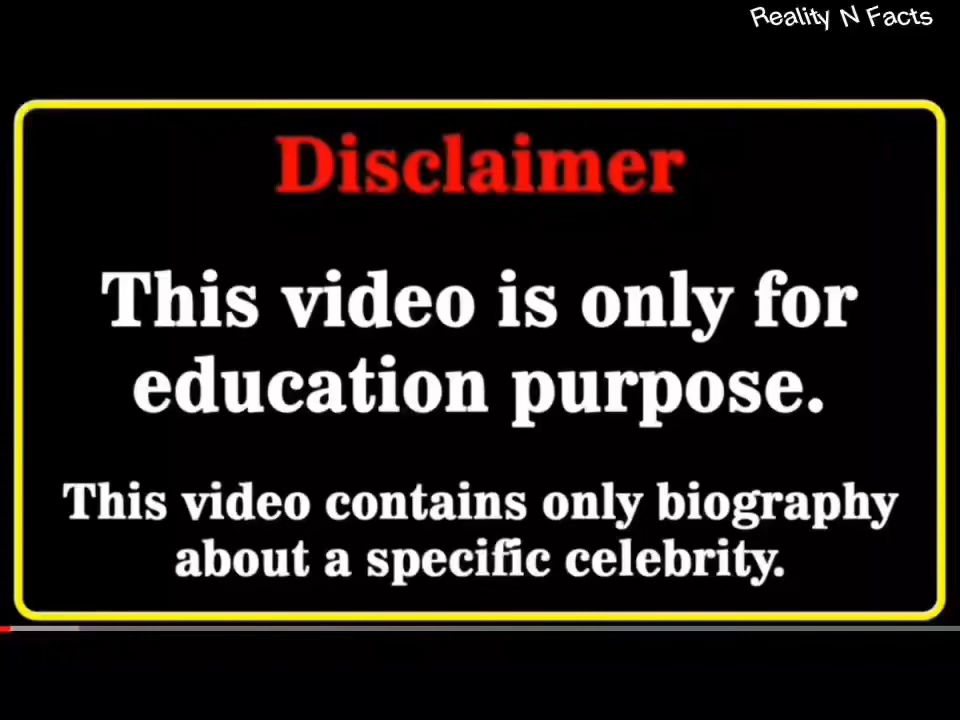 Reality N Facts
Disclaimer
This video is only for
education purpose.
This video contains only biography
about a specific celebrity.